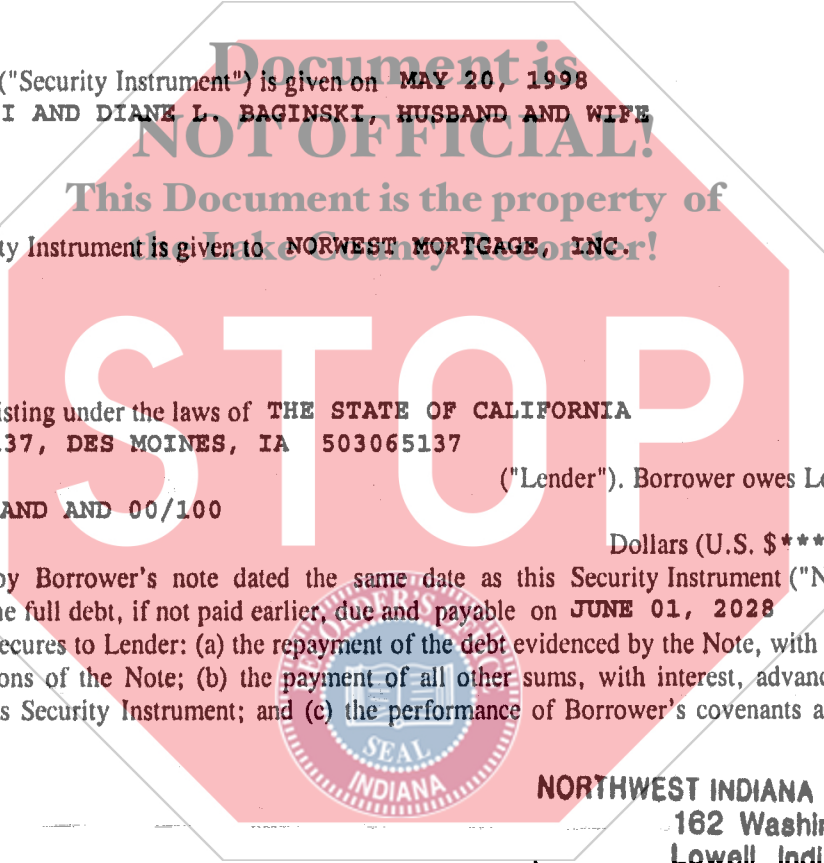 Document is
("Security Instrument") is given on MAY 20, 1998
I AND DIANE L. BAGINSKI, HUSBAND AND WIFE
NOT OFFICIAL!
This Document is the property of
ty Instrument is given to NORWEST MORTGAGE, INC.
the Lake County Recorder!
STOP
isting under the laws of THE STATE OF CALIFORNIA
137, DES MOINES, IA 503065137
("Lender"). Borrower owes Le
AND AND 00/100
Dollars (U.S. $***
by Borrower's note dated the same date as this Security Instrument ("N
he full debt, if not paid earlier, due and payable on JUNE 01, 2028
ecures to Lender: (a) the repayment of the debt evidenced by the Note, with
ons of the Note; (b) the payment of all other sums, with interest, advanc
s Security Instrument; and (c) the performance of Borrower's covenants a
SEAL
INDIANA
NORTHWEST INDIANA
162 Washin
Lowell, Indi